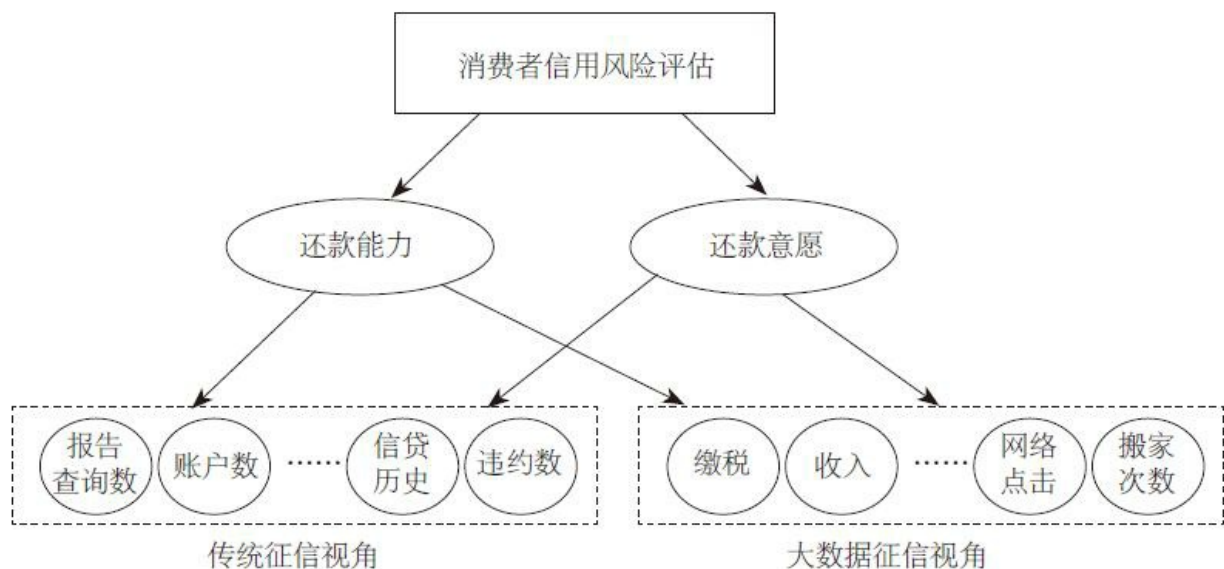 消费者信用风险评估
还款能力
还款意愿
报告
查询数
账户数
……
信贷
历史
违约数
缴税
收入
……
网络
点击
搬家
次数
传统征信视角
大数据征信视角